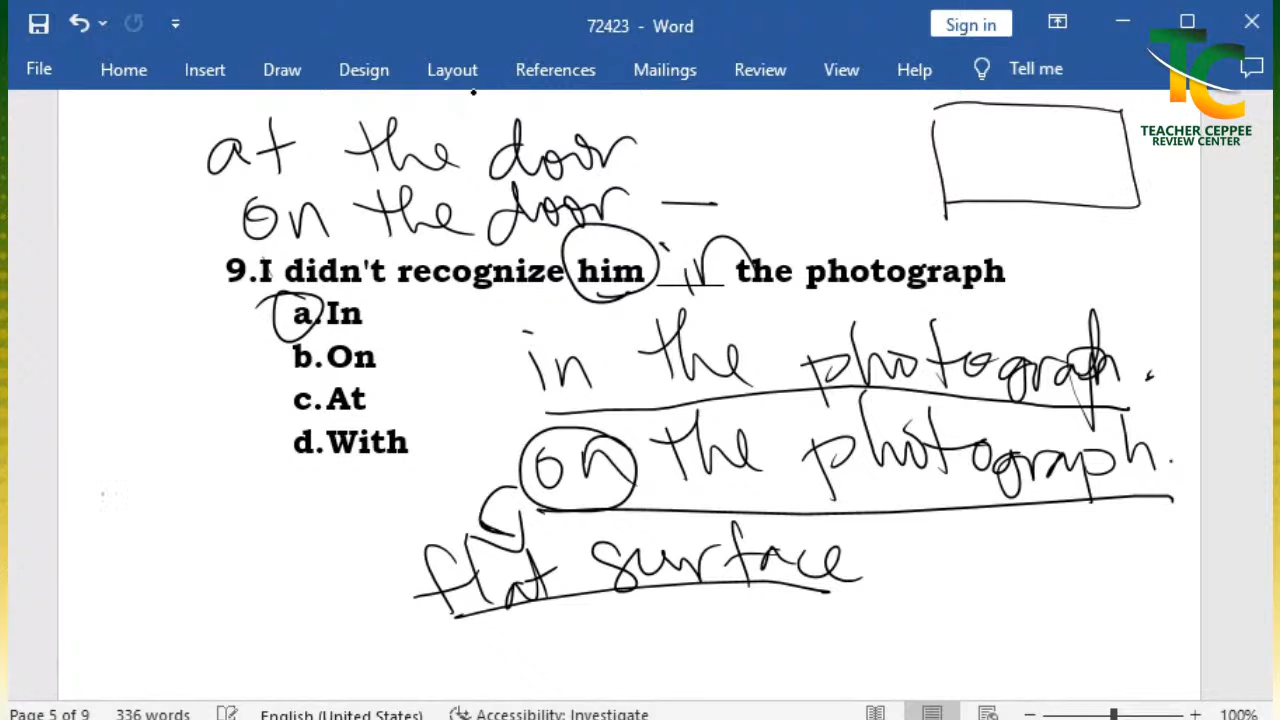 72423 - Word
Sign in
File Home Insert Draw Design Layout References Mailings Review View Help Tell me
TC
TEACHER CEPPEE
REVIEW CENTER
at the door
on the door —
9.I didn't recognize him in the photograph
a.In
b.On
c.At
d.With
in the photograph.
on the photograph.
flat surface
Page 5 of 9 336 words English (United States) Accessibility: Investigate 100%